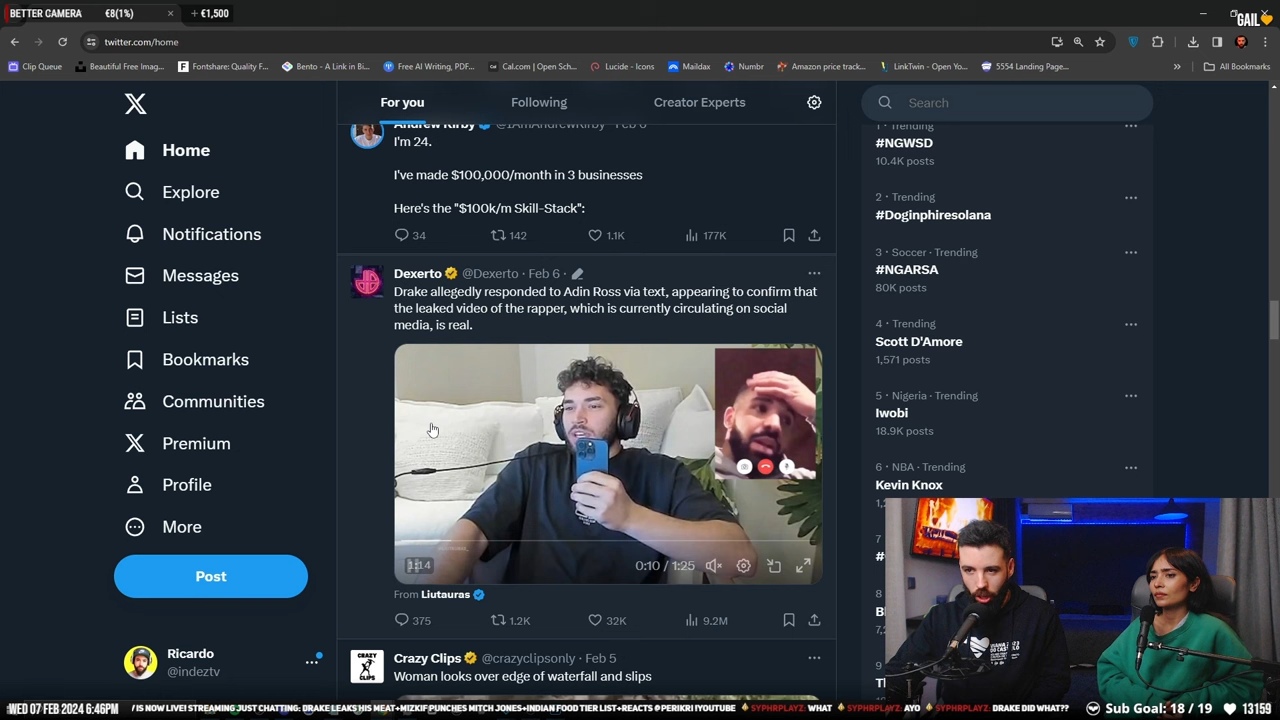 BETTER CAMERA €8(1%)
+ €1,500
GAIL
twitter.com/home
Clip Queue
Beautiful Free Imag...
Fontshare: Quality F...
Bento - A Link in Bi...
Free AI Writing, PDF...
Cal.com | Open Sch...
Lucide - Icons
Maildax
Numbr
Amazon price track...
LinkTwin - Open Yo...
5554 Landing Page...
»
All Bookmarks
Home
Explore
Notifications
Messages
Lists
Bookmarks
Communities
Premium
Profile
More
Post
Ricardo
@indeztv
For you
Following
Creator Experts
Andrew Kirby @IAmAndrewKirby · Feb 6
I'm 24.
I've made $100,000/month in 3 businesses
Here's the "$100k/m Skill-Stack":
34 142 1.1K 177K
Dexerto @Dexerto · Feb 6
Drake allegedly responded to Adin Ross via text, appearing to confirm that
the leaked video of the rapper, which is currently circulating on social
media, is real.
1:14
0:10 / 1:25
From Liutauras
375 1.2K 32K 9.2M
Crazy Clips @crazyclipsonly · Feb 5
Woman looks over edge of waterfall and slips
CRAZY
CLIPS
Search
1 · Trending
#NGWSD
10.4K posts
2 · Trending
#Doginphiresolana
3 · Soccer · Trending
#NGARSA
80K posts
4 · Trending
Scott D'Amore
1,571 posts
5 · Nigeria · Trending
Iwobi
18.9K posts
6 · NBA · Trending
Kevin Knox
WED 07 FEB 2024 6:46PM
/ IS NOW LIVE! STREAMING JUST CHATTING: DRAKE LEAKS HIS MEAT+MIZKIF PUNCHES MITCH JONES+INDIAN FOOD TIER LIST+REACTS @PERIKRI !YOUTUBE
SYPHRPLAYZ: WHAT
SYPHRPLAYZ: AYO
SYPHRPLAYZ: DRAKE DID WHAT??
Sub Goal: 18 / 19
13159